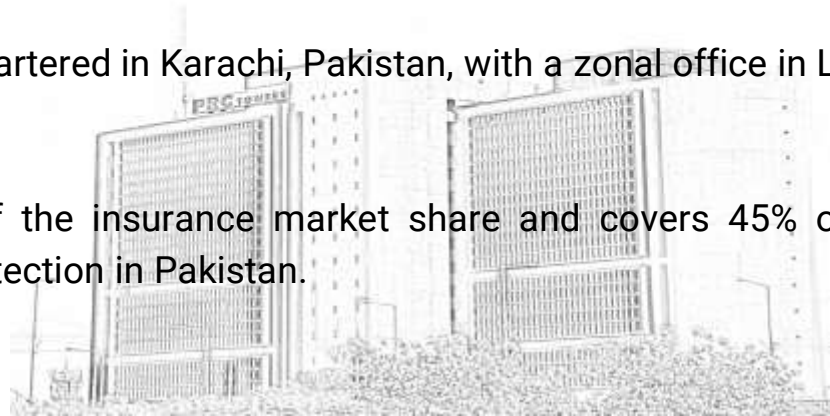 artered in Karachi, Pakistan, with a zonal office in L
PRC TOWERS
f the insurance market share and covers 45% o
tection in Pakistan.